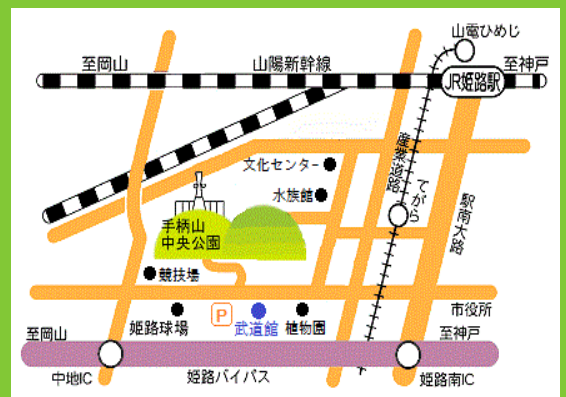 山電ひめじ
至岡山
山陽新幹線
至神戸
JR姫路駅
文化センター
産業道路
水族館
てがら
駅南大路
手柄山
中央公園
競技場
市役所
姫路球場
P
武道館
植物園
至岡山
至神戸
中地IC
姫路バイパス
姫路南IC